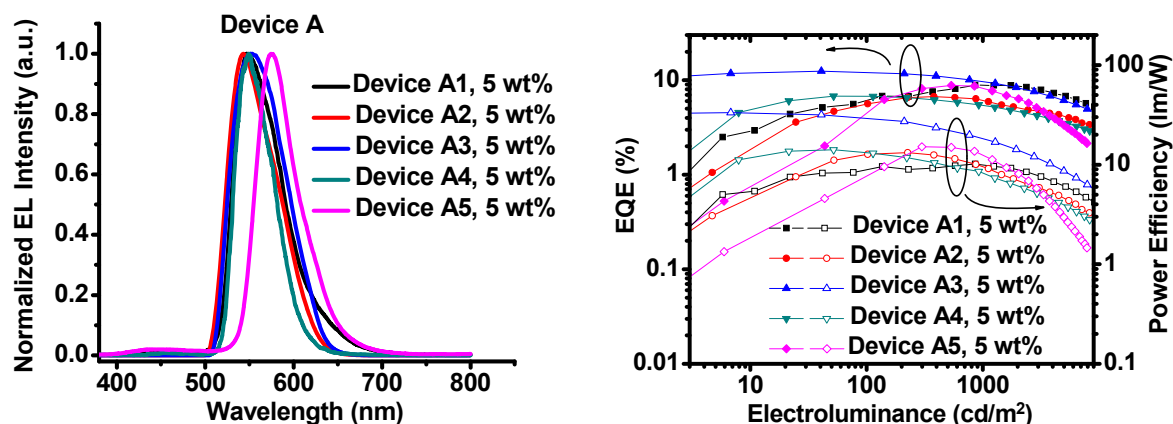 Device A
Normalized EL Intensity (a.u.)
1.0
0.8
0.6
0.4
0.2
0.0
Device A1, 5 wt%
Device A2, 5 wt%
Device A3, 5 wt%
Device A4, 5 wt%
Device A5, 5 wt%
400 500 600 700 800
Wavelength (nm)
EQE (%)
10
1
0.1
0.01
Device A1, 5 wt%
Device A2, 5 wt%
Device A3, 5 wt%
Device A4, 5 wt%
Device A5, 5 wt%
10 100 1000
Electroluminance (cd/m²)
100
10
1
0.1
Power Efficiency (lm/W)